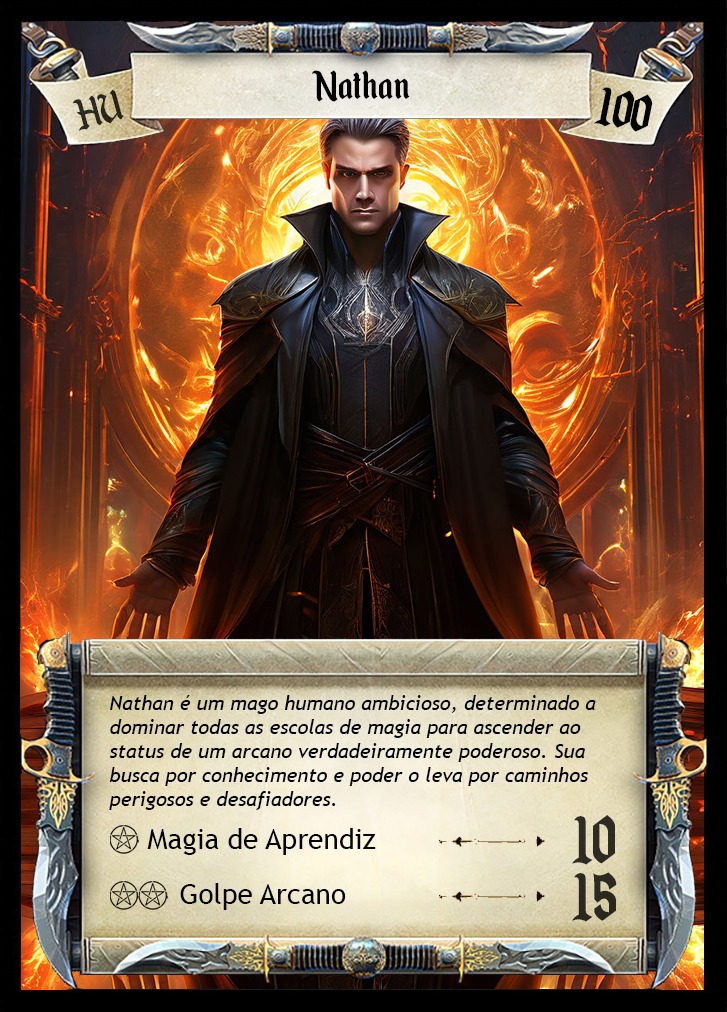 Nathan
HU
100
Nathan é um mago humano ambicioso, determinado a
dominar todas as escolas de magia para ascender ao
status de um arcano verdadeiramente poderoso. Sua
busca por conhecimento e poder o leva por caminhos
perigosos e desafiadores.
Magia de Aprendiz 10
Golpe Arcano 15